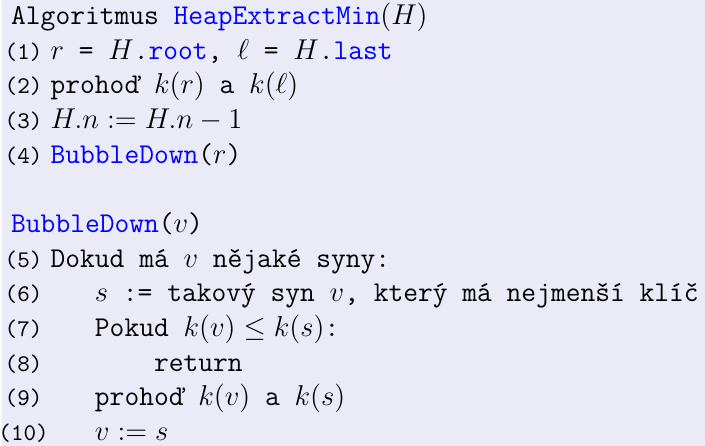 Algoritmus HeapExtractMin(H)
(1) r = H.root, ℓ = H.last
(2) prohoď k(r) a k(ℓ)
(3) H.n := H.n − 1
(4) BubbleDown(r)
BubbleDown(v)
(5) Dokud má v nějaké syny:
(6) s := takový syn v, který má nejmenší klíč
(7) Pokud k(v) ≤ k(s):
(8) return
(9) prohoď k(v) a k(s)
(10) v := s